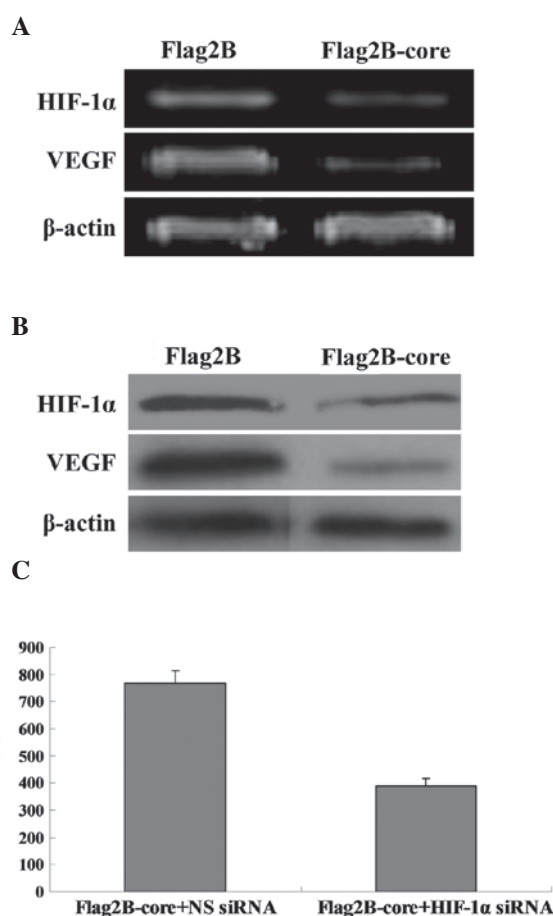 A
Flag2B Flag2B-core
HIF-1α
VEGF
β-actin
B
Flag2B Flag2B-core
HIF-1α
VEGF
β-actin
C
900
800
700
600
500
400
300
200
100
0
Flag2B-core+NS siRNA Flag2B-core+HIF-1α siRNA